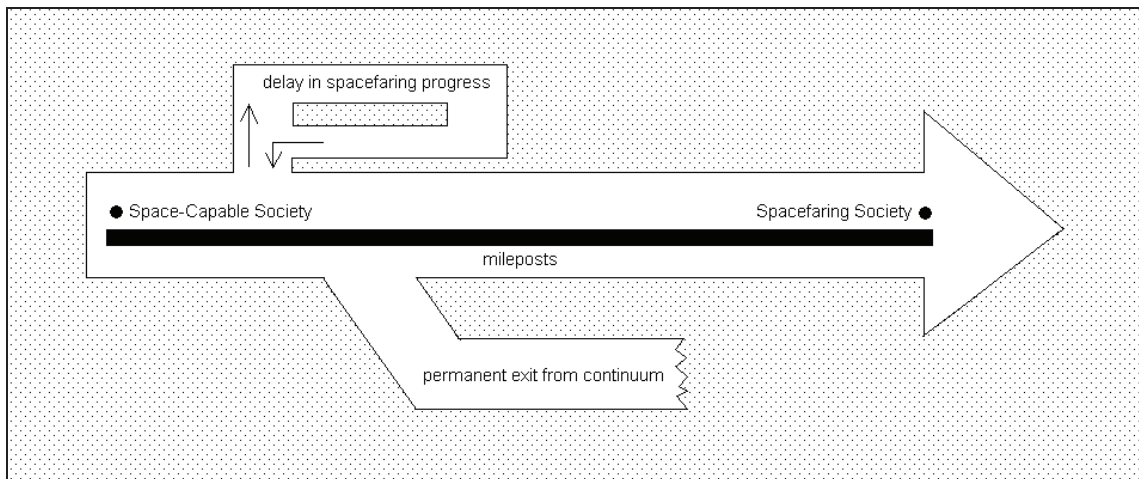 delay in spacefaring progress
Space-Capable Society
Spacefaring Society
mileposts
permanent exit from continuum